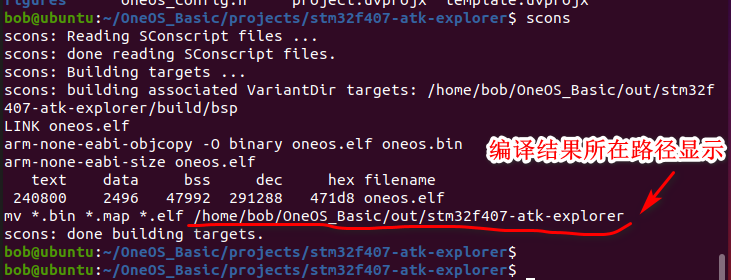 figures oneos_config.h project.uvprojx template.uvprojx
bob@ubuntu:~/OneOS_Basic/projects/stm32f407-atk-explorer$ scons
scons: Reading SConscript files ...
scons: done reading SConscript files.
scons: Building targets ...
scons: building associated VariantDir targets: /home/bob/OneOS_Basic/out/stm32f
407-atk-explorer/build/bsp
LINK oneos.elf
arm-none-eabi-objcopy -O binary oneos.elf oneos.bin
arm-none-eabi-size oneos.elf
编译结果所在路径显示
text data bss dec hex filename
240800 2496 47992 291288 471d8 oneos.elf
mv *.bin *.map *.elf /home/bob/OneOS_Basic/out/stm32f407-atk-explorer
scons: done building targets.
bob@ubuntu:~/OneOS_Basic/projects/stm32f407-atk-explorer$
bob@ubuntu:~/OneOS_Basic/projects/stm32f407-atk-explorer$